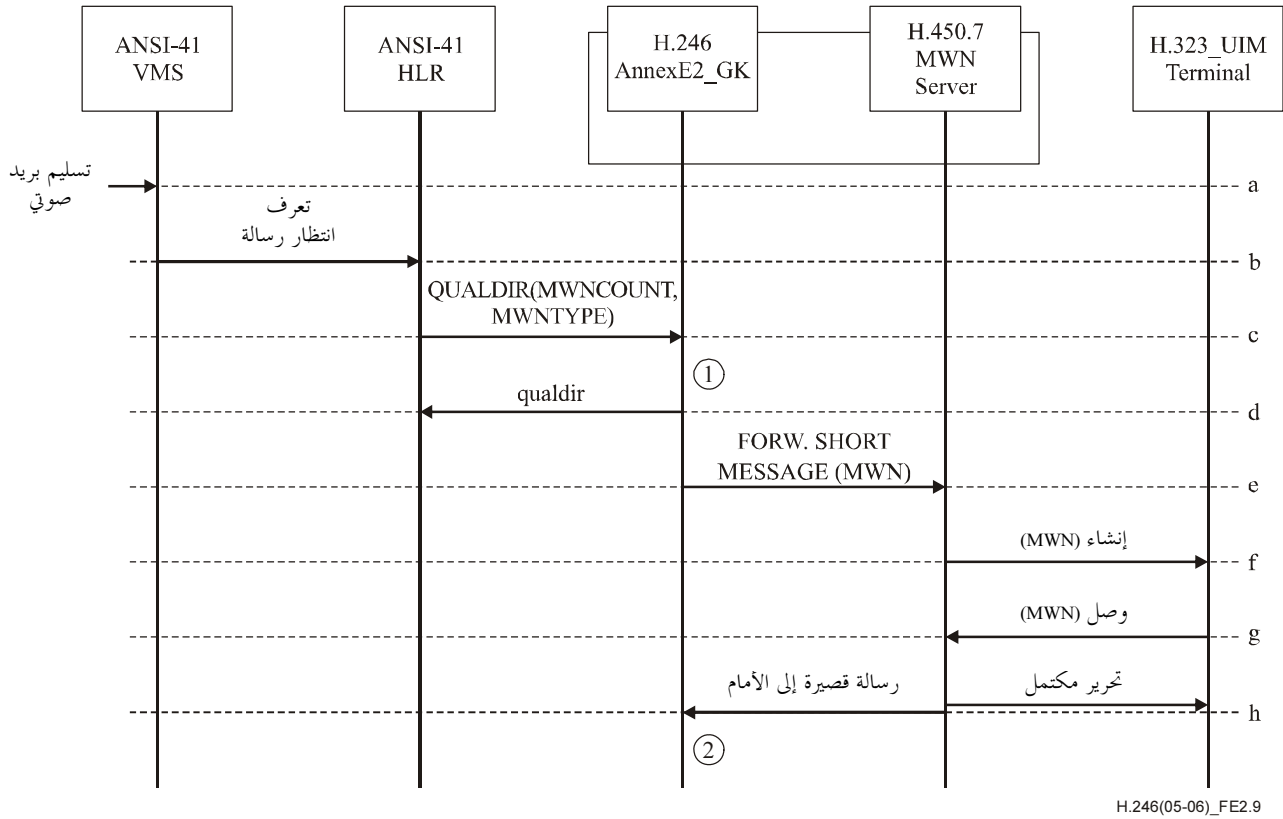 ANSI-41
VMS
ANSI-41
HLR
H.246
AnnexE2_GK
H.450.7
MWN
Server
H.323_UIM
Terminal
تسليم بريد
صوتي
a
تعرف
انتظار رسالة
b
QUALDIR(MWNCOUNT,
MWNTYPE)
c
1
qualdir
d
FORW. SHORT
MESSAGE (MWN)
e
إنشاء (MWN)
f
وصل (MWN)
g
رسالة قصيرة إلى الأمام
تحرير مكتمل
h
2
H.246(05-06)_FE2.9